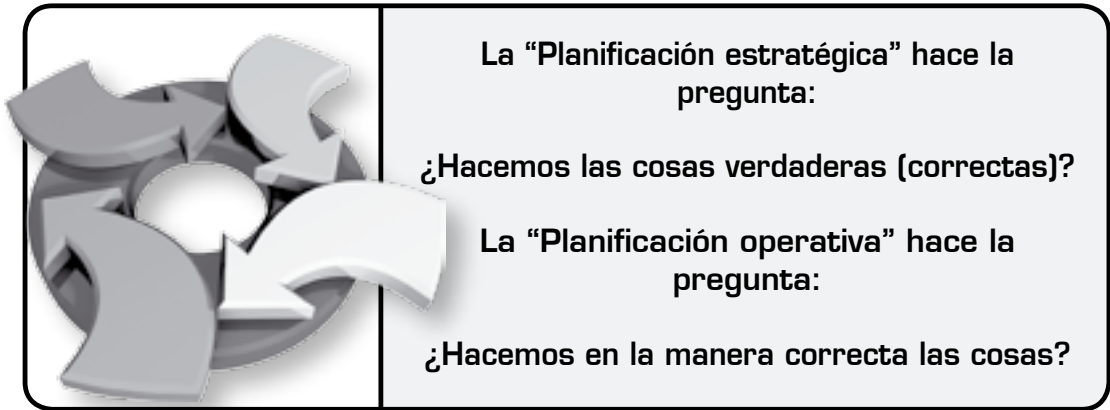 La “Planificación estratégica” hace la
pregunta:
¿Hacemos las cosas verdaderas (correctas)?
La “Planificación operativa” hace la
pregunta:
¿Hacemos en la manera correcta las cosas?